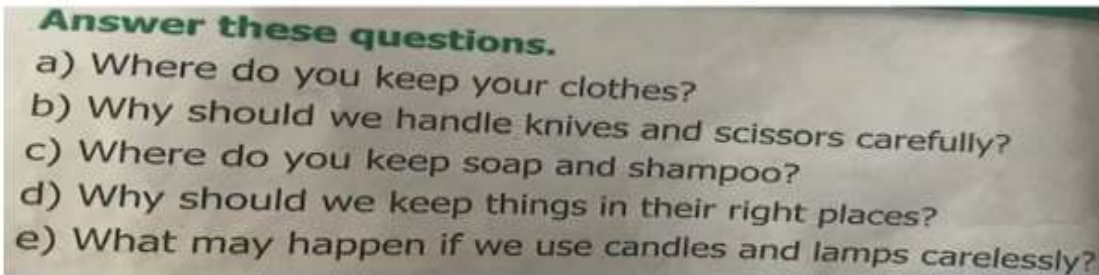 Answer these questions.
a) Where do you keep your clothes?
b) Why should we handle knives and scissors carefully?
c) Where do you keep soap and shampoo?
d) Why should we keep things in their right places?
e) What may happen if we use candles and lamps carelessly?